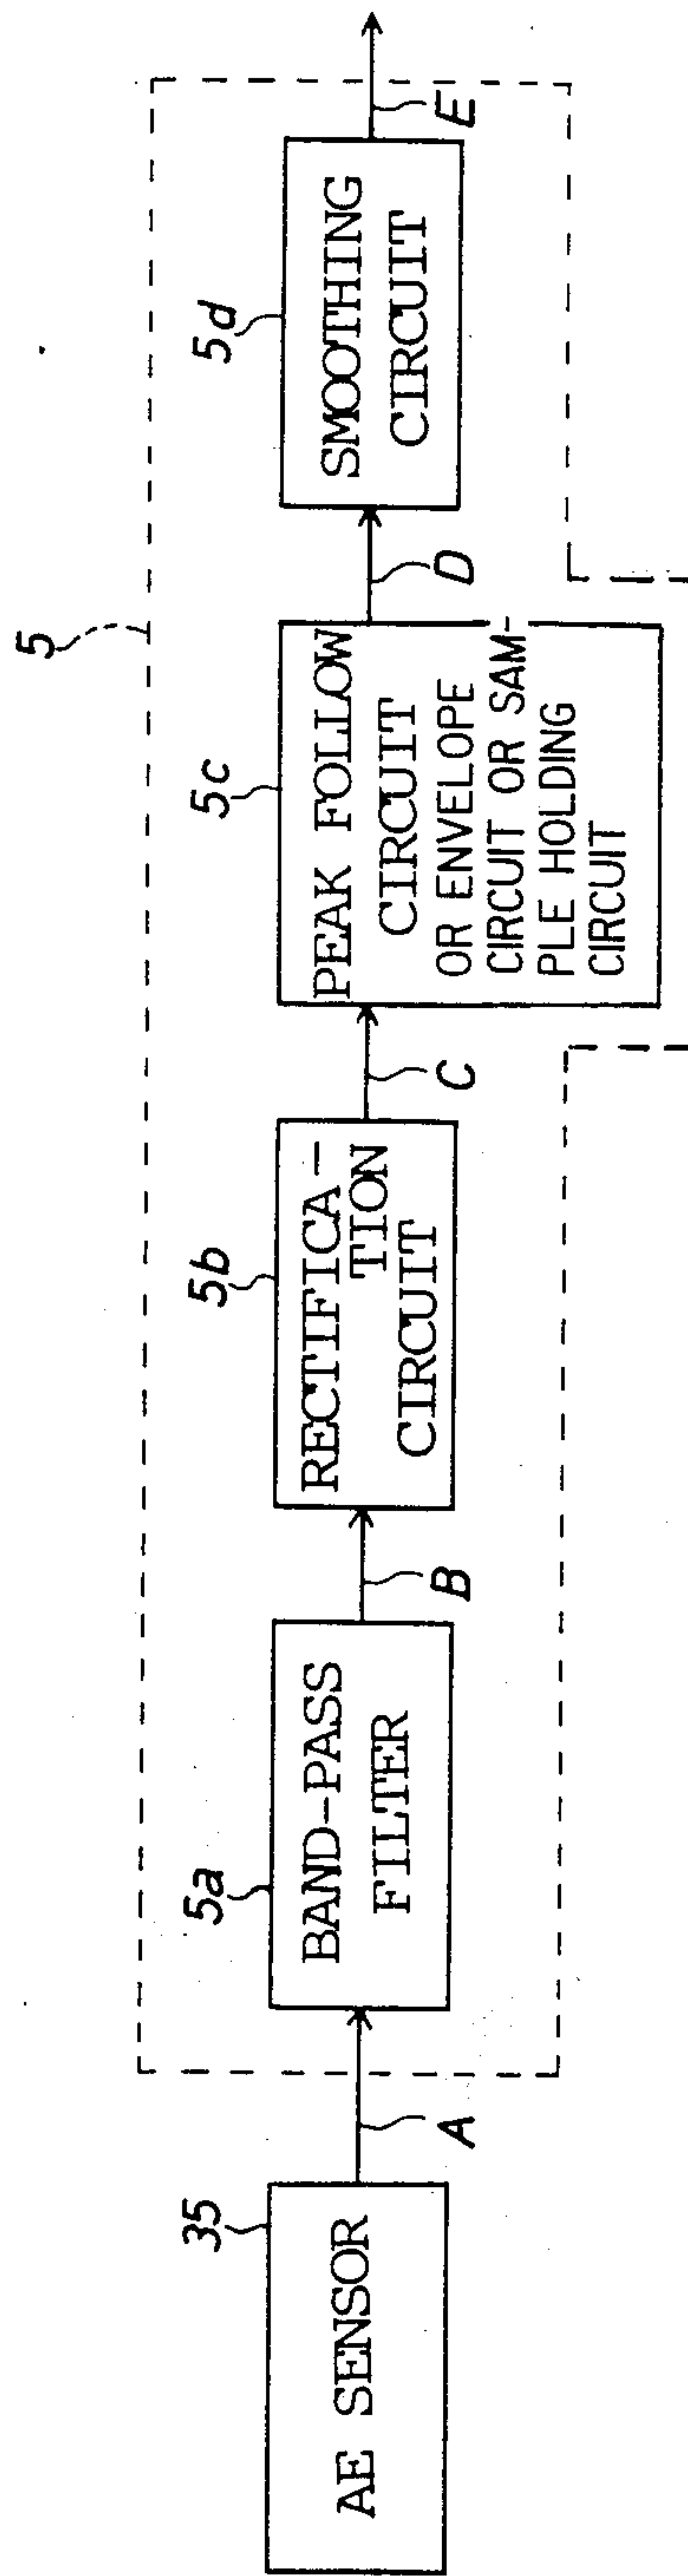 5
35
AE SENSOR
A
5a
BAND-PASS
FILTER
B
5b
RECTIFICA-
TION
CIRCUIT
C
5c
PEAK FOLLOW
CIRCUIT
OR ENVELOPE
CIRCUIT OR SAM-
PLE HOLDING
CIRCUIT
D
5d
SMOOTHING
CIRCUIT
E